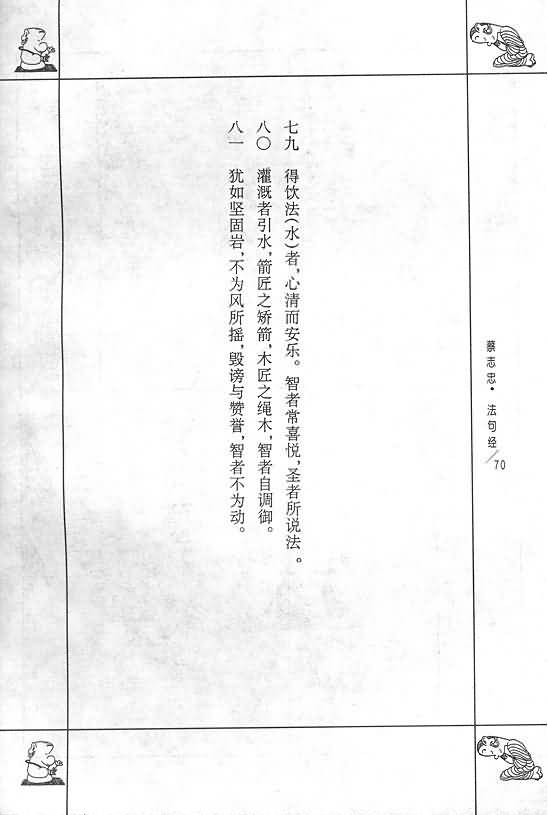 七九 得饮法(水)者，心清而安乐。智者常喜悦，圣者所说法。
八〇 灌溉者引水，箭匠之矫箭，木匠之绳木，智者自调御。
八一 犹如坚固岩，不为风所摇，毁谤与赞誉，智者不为动。
蔡志忠·法句经/70